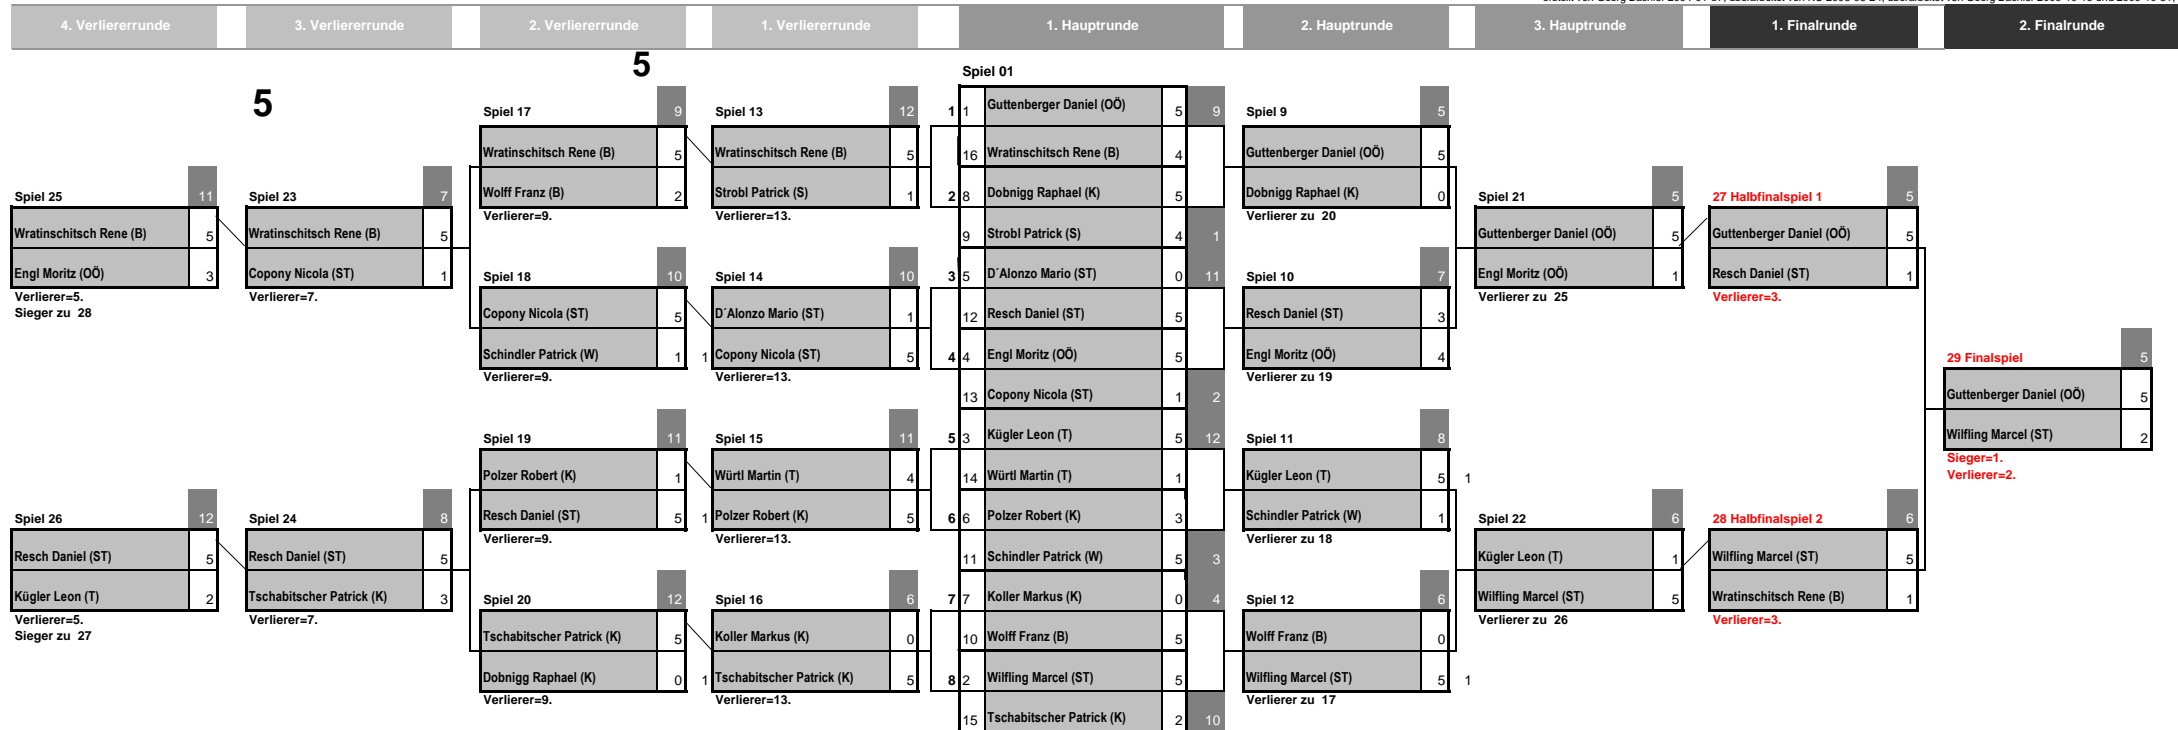 4. Verliererrunde 3. Verliererrunde 2. Verliererrunde 1. Verliererrunde 1. Hauptrunde 2. Hauptrunde 3. Hauptrunde 1. Finalrunde 2. Finalrunde
5
5
Spiel 25 11
Wratinschitsch Rene (B) 5
Engl Moritz (OÖ) 3
Verlierer=5.
Sieger zu 28
Spiel 26 12
Resch Daniel (ST) 5
Kügler Leon (T) 2
Verlierer=5.
Sieger zu 27
Spiel 23 7
Wratinschitsch Rene (B) 5
Copony Nicola (ST) 1
Verlierer=7.
Spiel 24 8
Resch Daniel (ST) 5
Tschabitscher Patrick (K) 3
Verlierer=7.
Spiel 17 9
Wratinschitsch Rene (B) 5
Wolff Franz (B) 2
Verlierer=9.
Spiel 18 10
Copony Nicola (ST) 5
Schindler Patrick (W) 1
Verlierer=9.
Spiel 19 11
Polzer Robert (K) 1
Resch Daniel (ST) 5
Verlierer=9.
Spiel 20 12
Tschabitscher Patrick (K) 5
Dobnigg Raphael (K) 0
Verlierer=9.
Spiel 13 12
Wratinschitsch Rene (B) 5
Strobl Patrick (S) 1
Verlierer=13.
Spiel 14 10
D´Alonzo Mario (ST) 1
1 Copony Nicola (ST) 5
Verlierer=13.
Spiel 15 11
Würtl Martin (T) 4
1 Polzer Robert (K) 5
Verlierer=13.
Spiel 16 6
Koller Markus (K) 0
1 Tschabitscher Patrick (K) 5
Verlierer=13.
Spiel 01
1 1 Guttenberger Daniel (OÖ) 5 9
16 Wratinschitsch Rene (B) 4
2 8 Dobnigg Raphael (K) 5
9 Strobl Patrick (S) 4 1
3 5 D´Alonzo Mario (ST) 0 11
12 Resch Daniel (ST) 5
4 4 Engl Moritz (OÖ) 5
13 Copony Nicola (ST) 1 2
5 3 Kügler Leon (T) 5 12
14 Würtl Martin (T) 1
6 6 Polzer Robert (K) 3
11 Schindler Patrick (W) 5 3
7 7 Koller Markus (K) 0 4
10 Wolff Franz (B) 5
8 2 Wilfling Marcel (ST) 5
15 Tschabitscher Patrick (K) 2 10
Spiel 9 5
Guttenberger Daniel (OÖ) 5
Dobnigg Raphael (K) 0
Verlierer zu 20
Spiel 10 7
Resch Daniel (ST) 3
Engl Moritz (OÖ) 4
Verlierer zu 19
Spiel 11 8
Kügler Leon (T) 5 1
Schindler Patrick (W) 1
Verlierer zu 18
Spiel 12 6
Wolff Franz (B) 0
Wilfling Marcel (ST) 5 1
Verlierer zu 17
Spiel 21 5
Guttenberger Daniel (OÖ) 5
Engl Moritz (OÖ) 1
Verlierer zu 25
Spiel 22 6
Kügler Leon (T) 1
Wilfling Marcel (ST) 5
Verlierer zu 26
27 Halbfinalspiel 1 5
Guttenberger Daniel (OÖ) 5
Resch Daniel (ST) 1
Verlierer=3.
28 Halbfinalspiel 2 6
Wilfling Marcel (ST) 5
Wratinschitsch Rene (B) 1
Verlierer=3.
29 Finalspiel 5
Guttenberger Daniel (OÖ) 5
Wilfling Marcel (ST) 2
Sieger=1.
Verlierer=2.